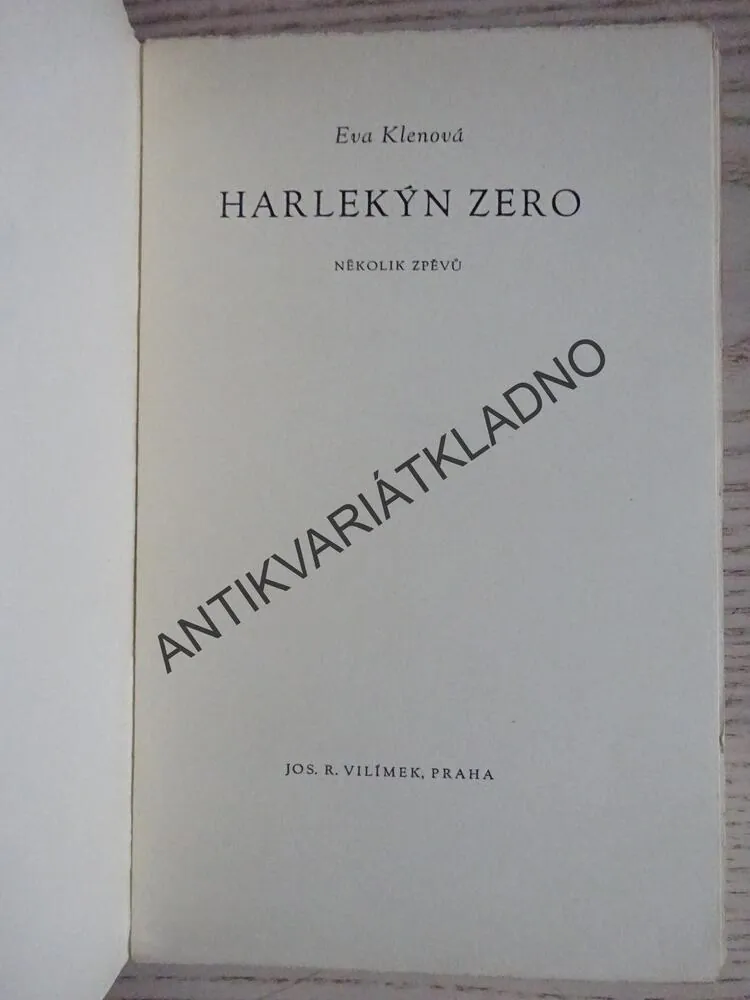 Eva Klenová
HARLEKÝN ZERO
NĚKOLIK ZPĚVŮ
ANTIKVARIÁTKLADNO
JOS. R. VILÍMEK, PRAHA